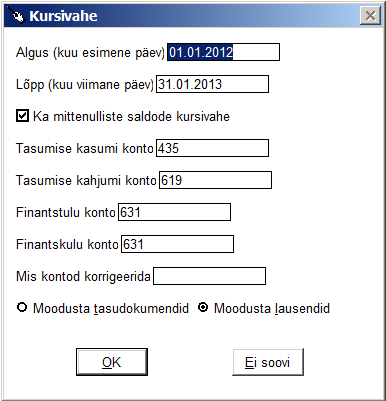 Kursivahe
Algus (kuu esimene päev) 01.01.2012
Lõpp (kuu viimane päev) 31.01.2013
Ka mittenulliste saldode kursivahe
Tasumise kasumi konto 435
Tasumise kahjumi konto 619
Finantstulu konto 631
Finantskulu konto 631
Mis kontod korrigeerida
Moodusta tasudokumendid Moodusta lausendid
OK Ei soovi